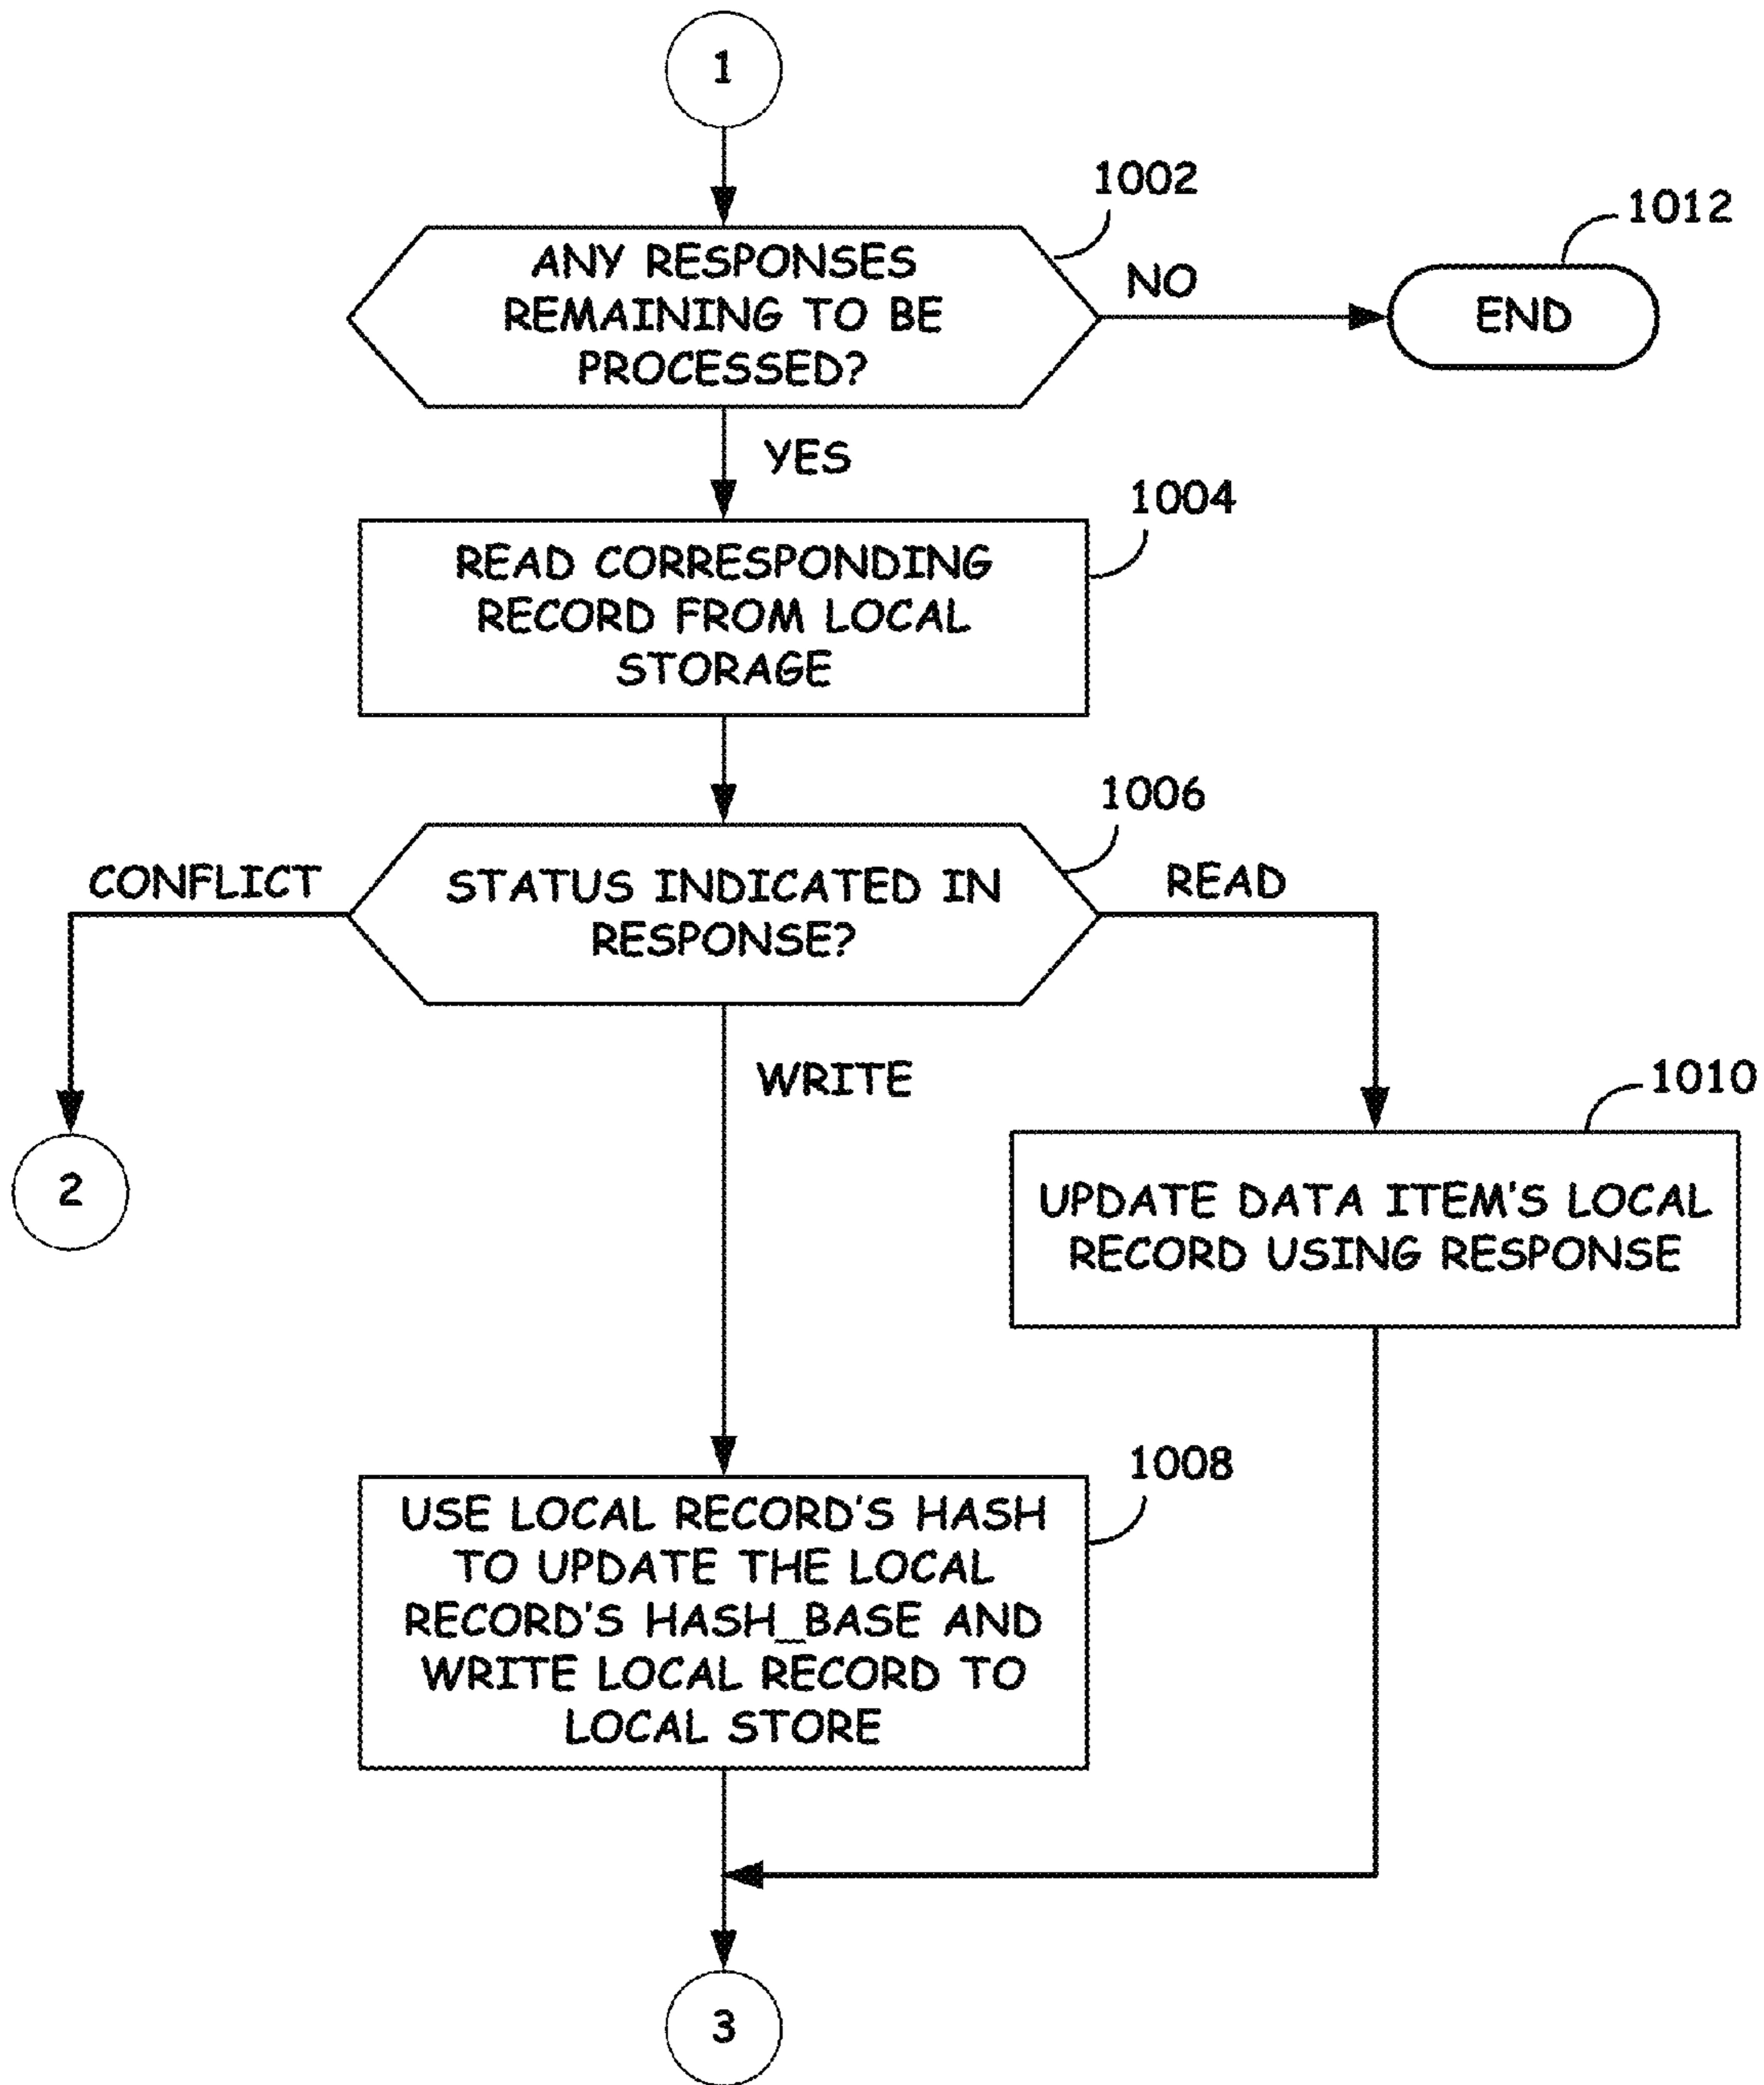 1
1002
1012
ANY RESPONSES
REMAINING TO BE
PROCESSED?
NO
END
YES
1004
READ CORRESPONDING
RECORD FROM LOCAL
STORAGE
1006
CONFLICT
STATUS INDICATED IN
RESPONSE?
READ
WRITE
1010
2
UPDATE DATA ITEM'S LOCAL
RECORD USING RESPONSE
1008
USE LOCAL RECORD'S HASH
TO UPDATE THE LOCAL
RECORD'S HASH_BASE AND
WRITE LOCAL RECORD TO
LOCAL STORE
3